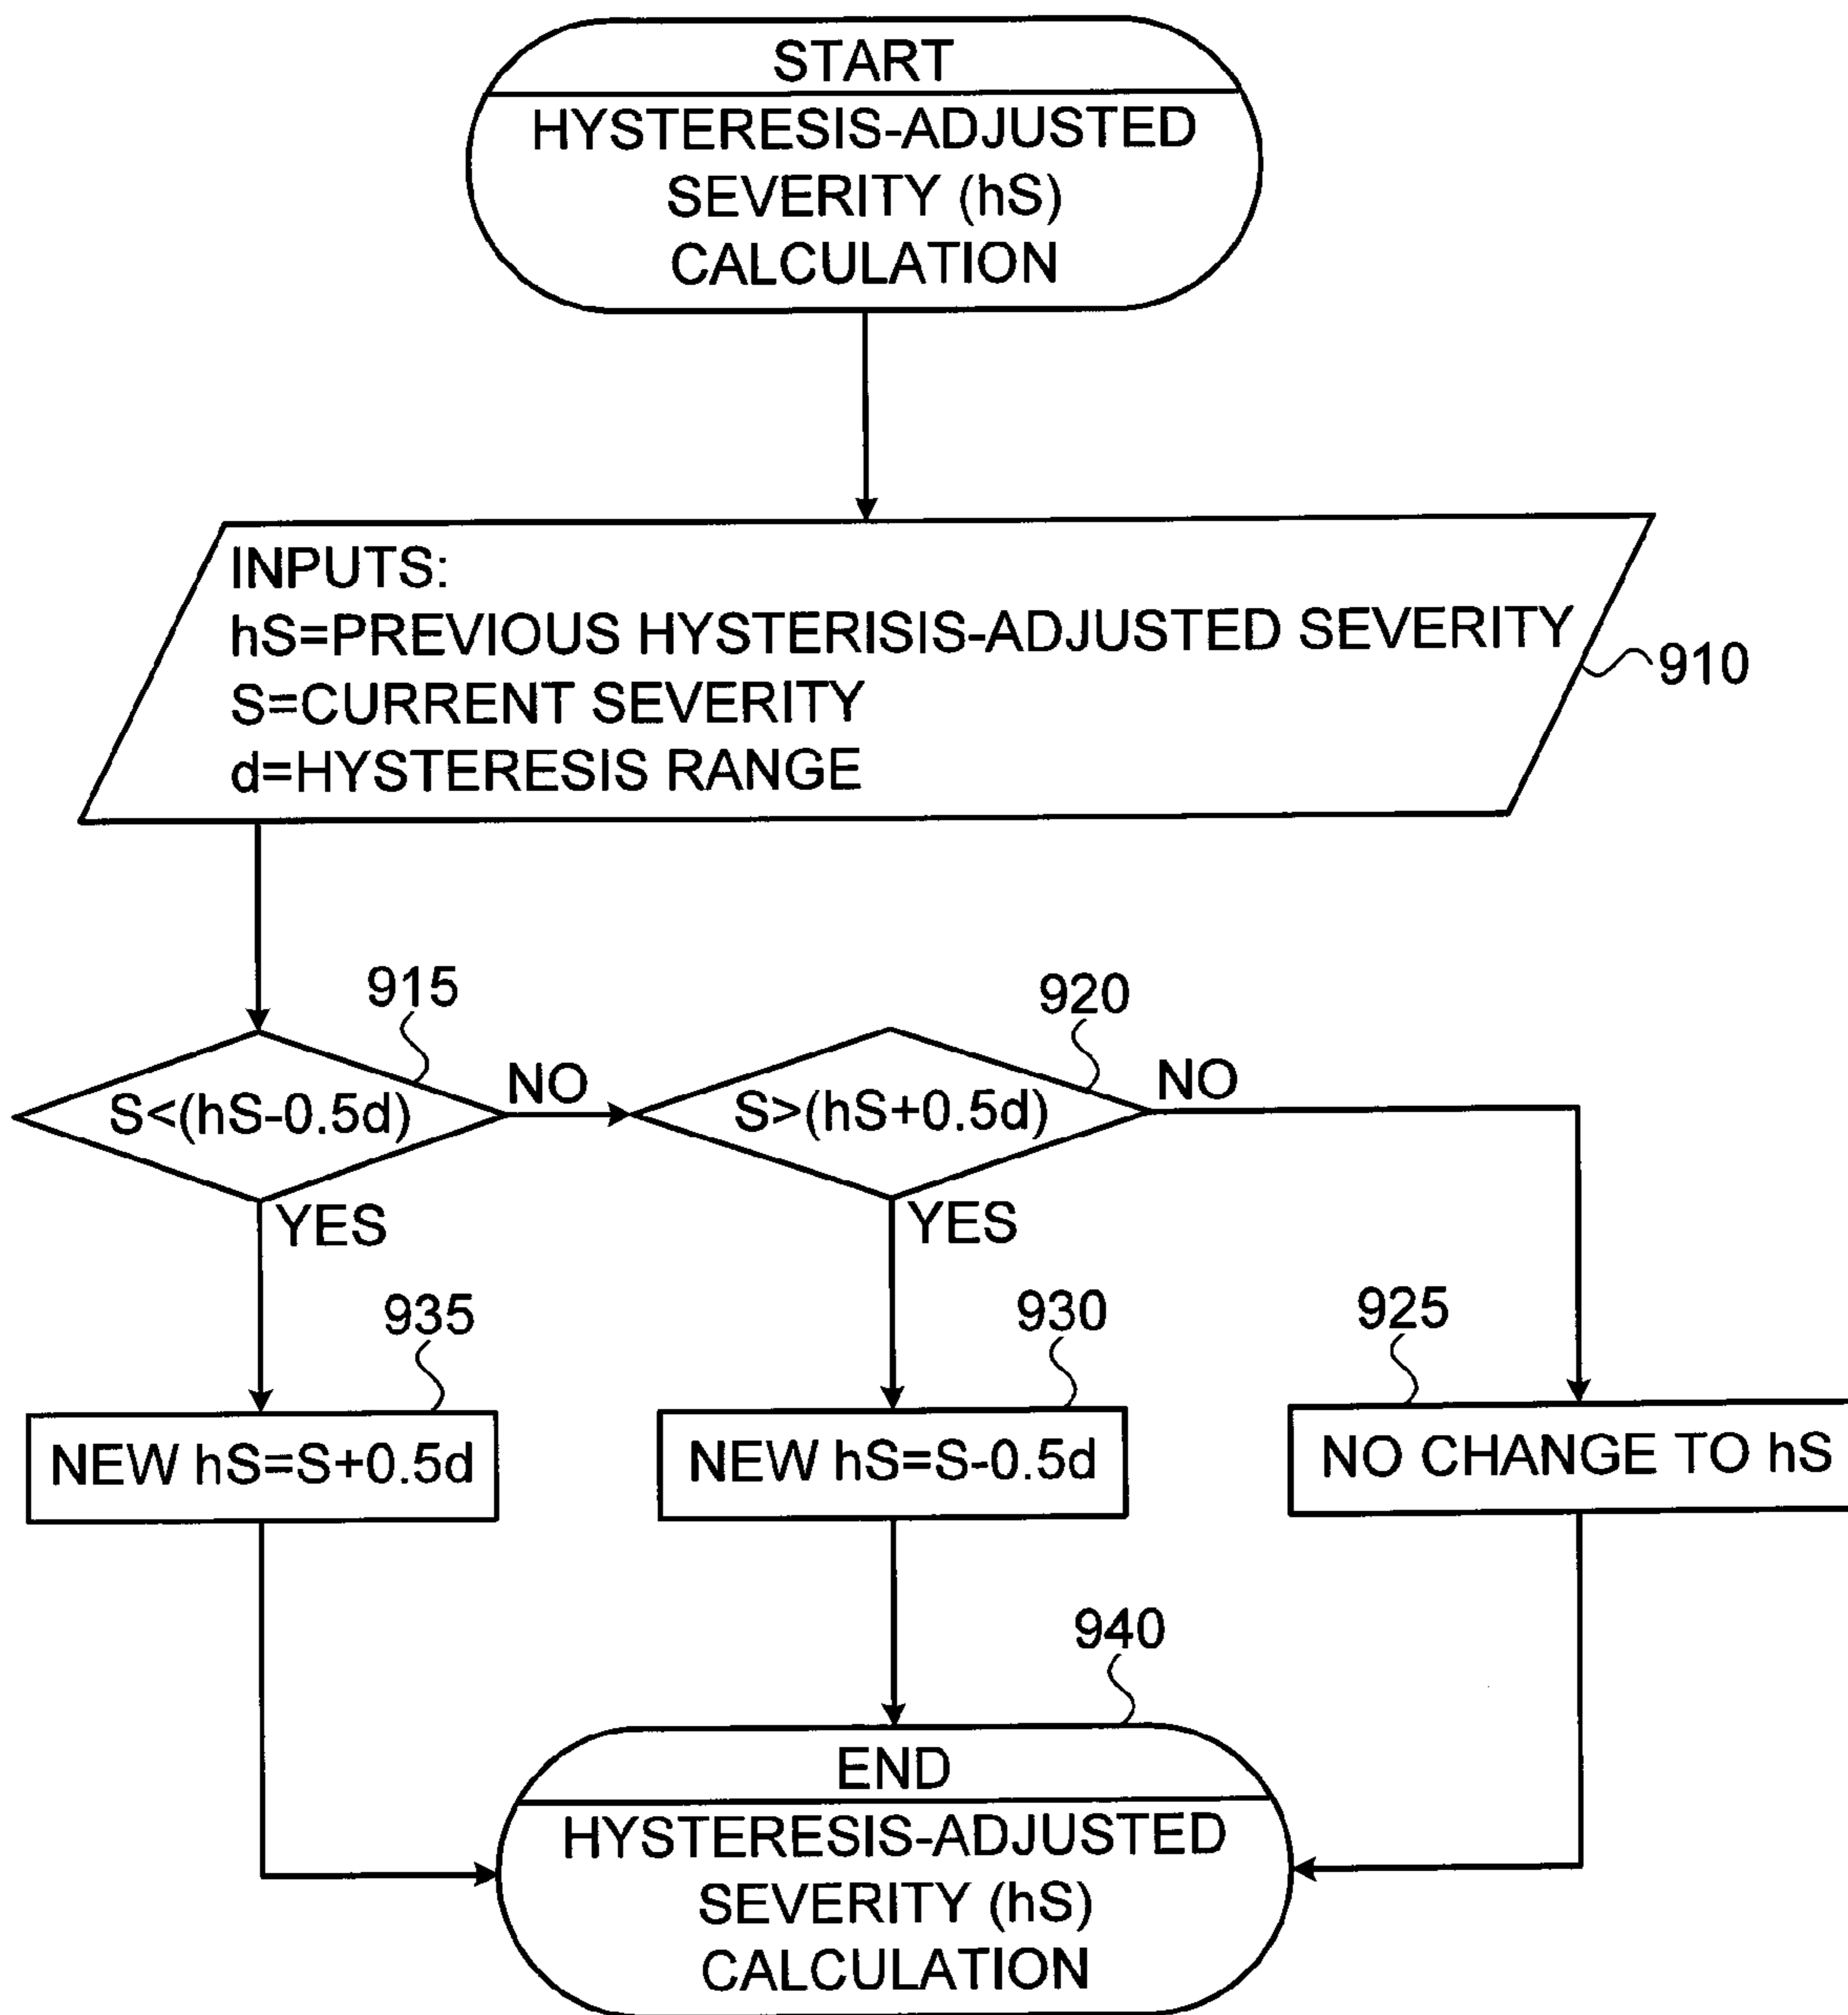 START
HYSTERESIS-ADJUSTED
SEVERITY (hS)
CALCULATION
INPUTS:
hS=PREVIOUS HYSTERISIS-ADJUSTED SEVERITY
S=CURRENT SEVERITY
d=HYSTERESIS RANGE
910
915
S<(hS-0.5d)
NO
YES
920
S>(hS+0.5d)
NO
YES
935
NEW hS=S+0.5d
930
NEW hS=S-0.5d
925
NO CHANGE TO hS
940
END
HYSTERESIS-ADJUSTED
SEVERITY (hS)
CALCULATION